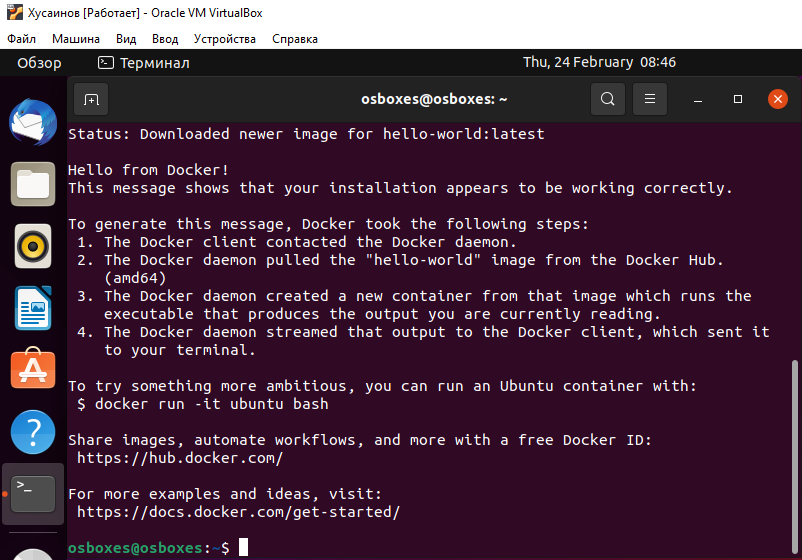 Хусаинов [Работает] - Oracle VM VirtualBox
Файл Машина Вид Ввод Устройства Справка
Обзор Терминал Thu, 24 February 08:46
osboxes@osboxes: ~
Status: Downloaded newer image for hello-world:latest
Hello from Docker!
This message shows that your installation appears to be working correctly.
To generate this message, Docker took the following steps:
1. The Docker client contacted the Docker daemon.
2. The Docker daemon pulled the "hello-world" image from the Docker Hub.
(amd64)
3. The Docker daemon created a new container from that image which runs the
executable that produces the output you are currently reading.
4. The Docker daemon streamed that output to the Docker client, which sent it
to your terminal.
To try something more ambitious, you can run an Ubuntu container with:
$ docker run -it ubuntu bash
Share images, automate workflows, and more with a free Docker ID:
https://hub.docker.com/
For more examples and ideas, visit:
https://docs.docker.com/get-started/
osboxes@osboxes:~$